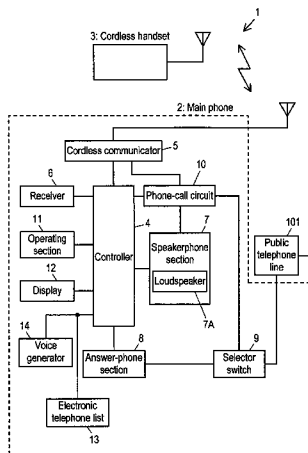 1
3: Cordless handset
2: Main phone
Cordless communicator
5
6
10
Receiver
Phone-call circuit
11
4
7
Operating section
Speakerphone section
101
12
Controller
Loudspeaker
Public telephone line
Display
7A
14
8
9
Voice generator
Answer-phone section
Selector switch
Electronic telephone list
13